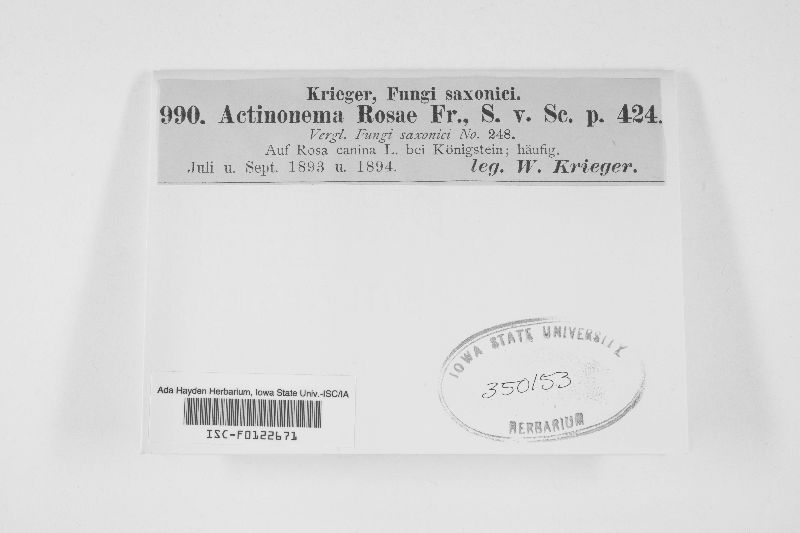 Krieger, Fungi saxonici.
990. Actinonema Rosae Fr., S. v. Sc. p. 424.
Vergl. Fungi saxonici No. 248.
Auf Rosa canina L. bei Königstein; häufig.
Juli u. Sept. 1893 u. 1894. leg. W. Krieger.
IOWA STATE UNIVERSITY
350153
HERBARIUM
Ada Hayden Herbarium, Iowa State Univ.-ISC/IA
ISC-F0122671